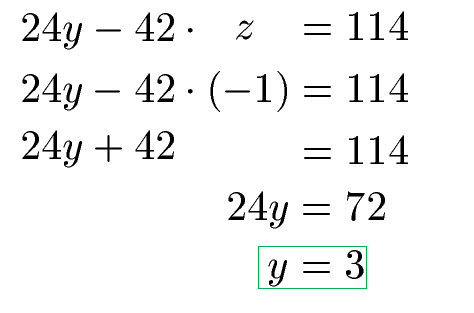 24y − 42 · z = 114
24y − 42 · (−1) = 114
24y + 42 = 114
24y = 72
y = 3